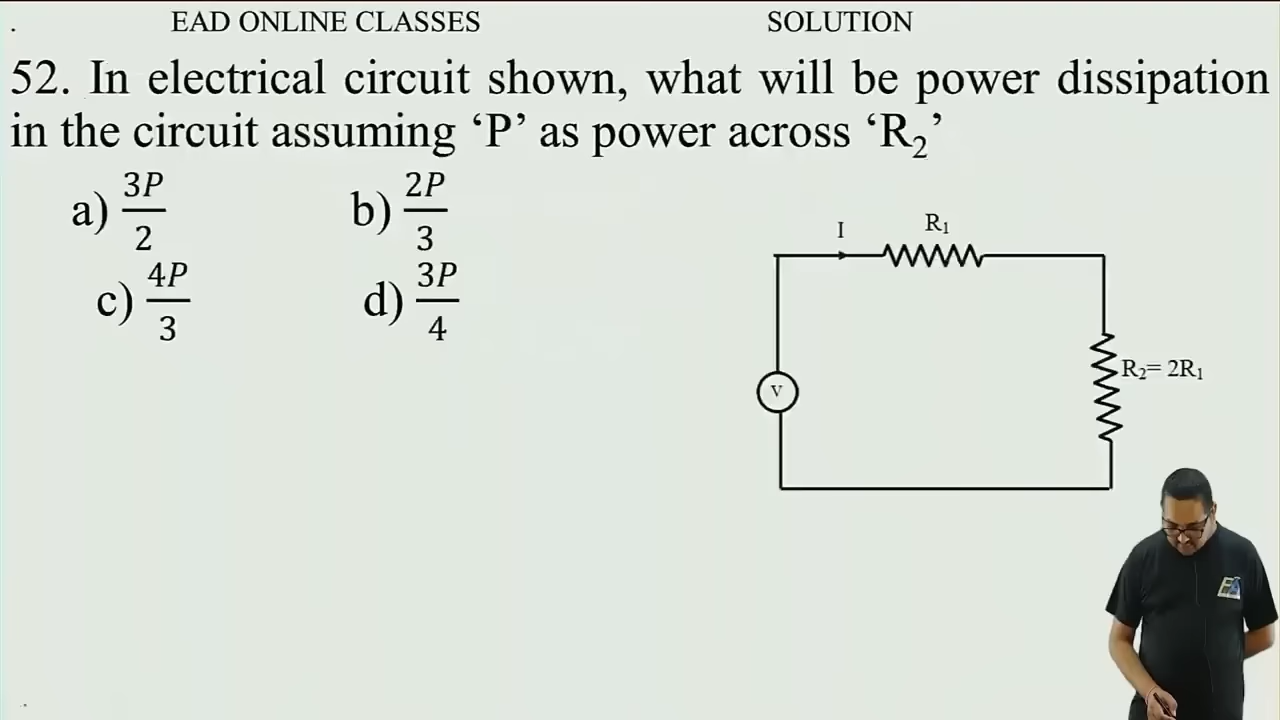 EAD ONLINE CLASSES SOLUTION
52. In electrical circuit shown, what will be power dissipation
in the circuit assuming ‘P’ as power across ‘R₂’
a) 3P/2 b) 2P/3
c) 4P/3 d) 3P/4
I R₁
R₂= 2R₁
V